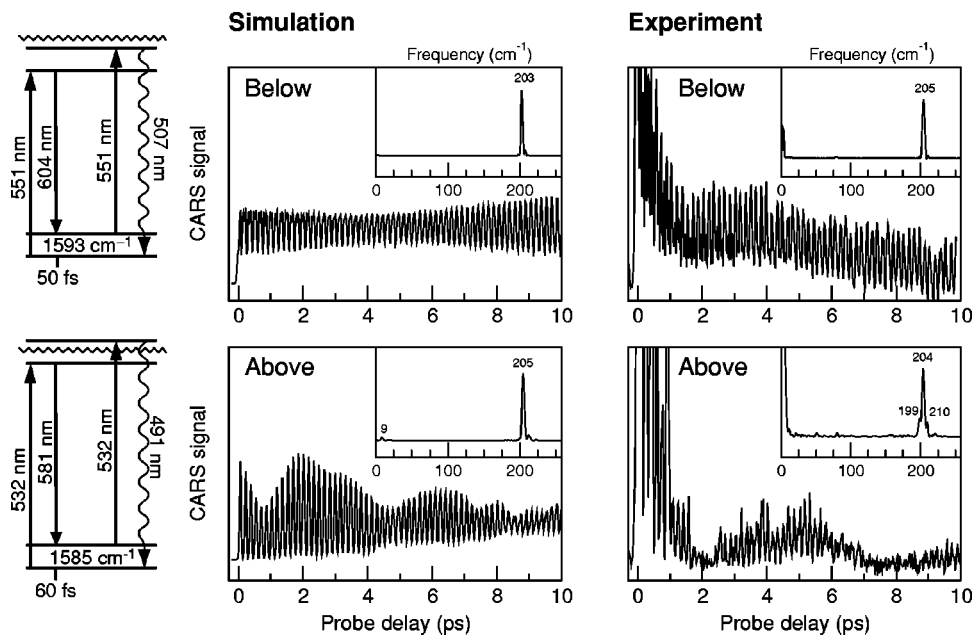 Simulation
Experiment
551 nm
604 nm
551 nm
507 nm
1593 cm⁻¹
50 fs
CARS signal
Below
Frequency (cm⁻¹)
203
0 100 200
0 2 4 6 8 10
CARS signal
Below
Frequency (cm⁻¹)
205
0 100 200
0 2 4 6 8 10
532 nm
581 nm
532 nm
491 nm
1585 cm⁻¹
60 fs
CARS signal
Above
9
205
0 100 200
0 2 4 6 8 10
Probe delay (ps)
Above
204
199
210
0 100 200
0 2 4 6 8 10
Probe delay (ps)